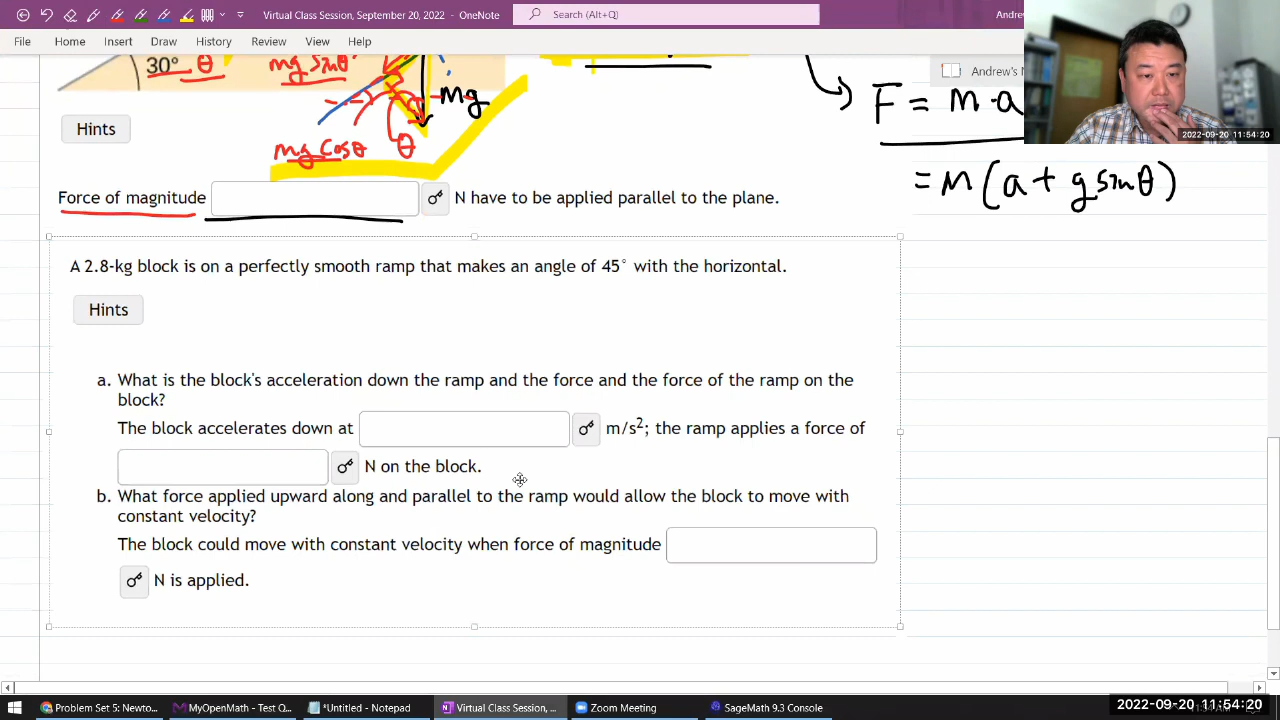 Virtual Class Session, September 20, 2022 - OneNote
Search (Alt+Q)
Andrew
File Home Insert Draw History Review View Help
Andrew's N
30° θ
mg sinθ
mg
mg cosθ
θ
F = m·a
= m(a + g sinθ)
2022-09-20 11:54:20
Hints
Force of magnitude N have to be applied parallel to the plane.
A 2.8-kg block is on a perfectly smooth ramp that makes an angle of 45° with the horizontal.
Hints
a. What is the block's acceleration down the ramp and the force and the force of the ramp on the
block?
The block accelerates down at m/s²; the ramp applies a force of
N on the block.
b. What force applied upward along and parallel to the ramp would allow the block to move with
constant velocity?
The block could move with constant velocity when force of magnitude
N is applied.
Problem Set 5: Newto...
MyOpenMath - Test Q...
*Untitled - Notepad
Virtual Class Session, ...
Zoom Meeting
SageMath 9.3 Console
2022-09-20 11:54:20